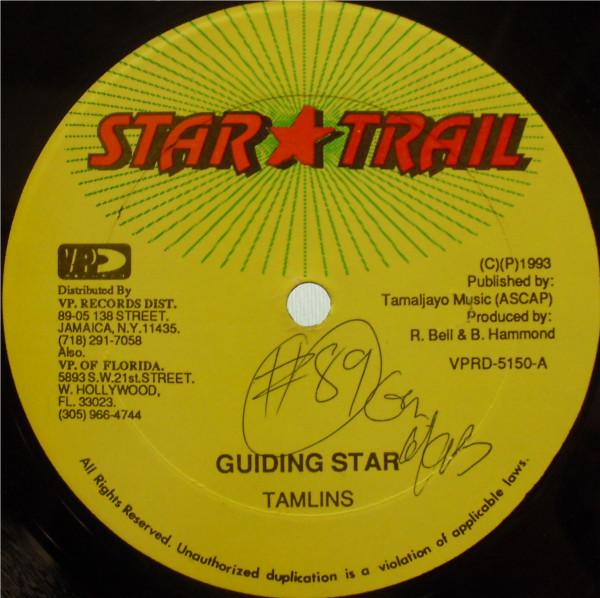 STAR TRAIL
VP
Distributed By
VP. RECORDS DIST.
89-05 138 STREET.
JAMAICA, N.Y.11435.
(718) 291-7058
Also.
VP. OF FLORIDA.
5893 S.W.21st.STREET.
W. HOLLYWOOD,
FL. 33023.
(305) 966-4744
(C)(P)1993
Published by:
Tamaljayo Music (ASCAP)
Produced by:
R. Bell & B. Hammond
VPRD-5150-A
#89
GUIDING STAR
TAMLINS
All Rights Reserved. Unauthorized duplication is a violation of applicable laws.